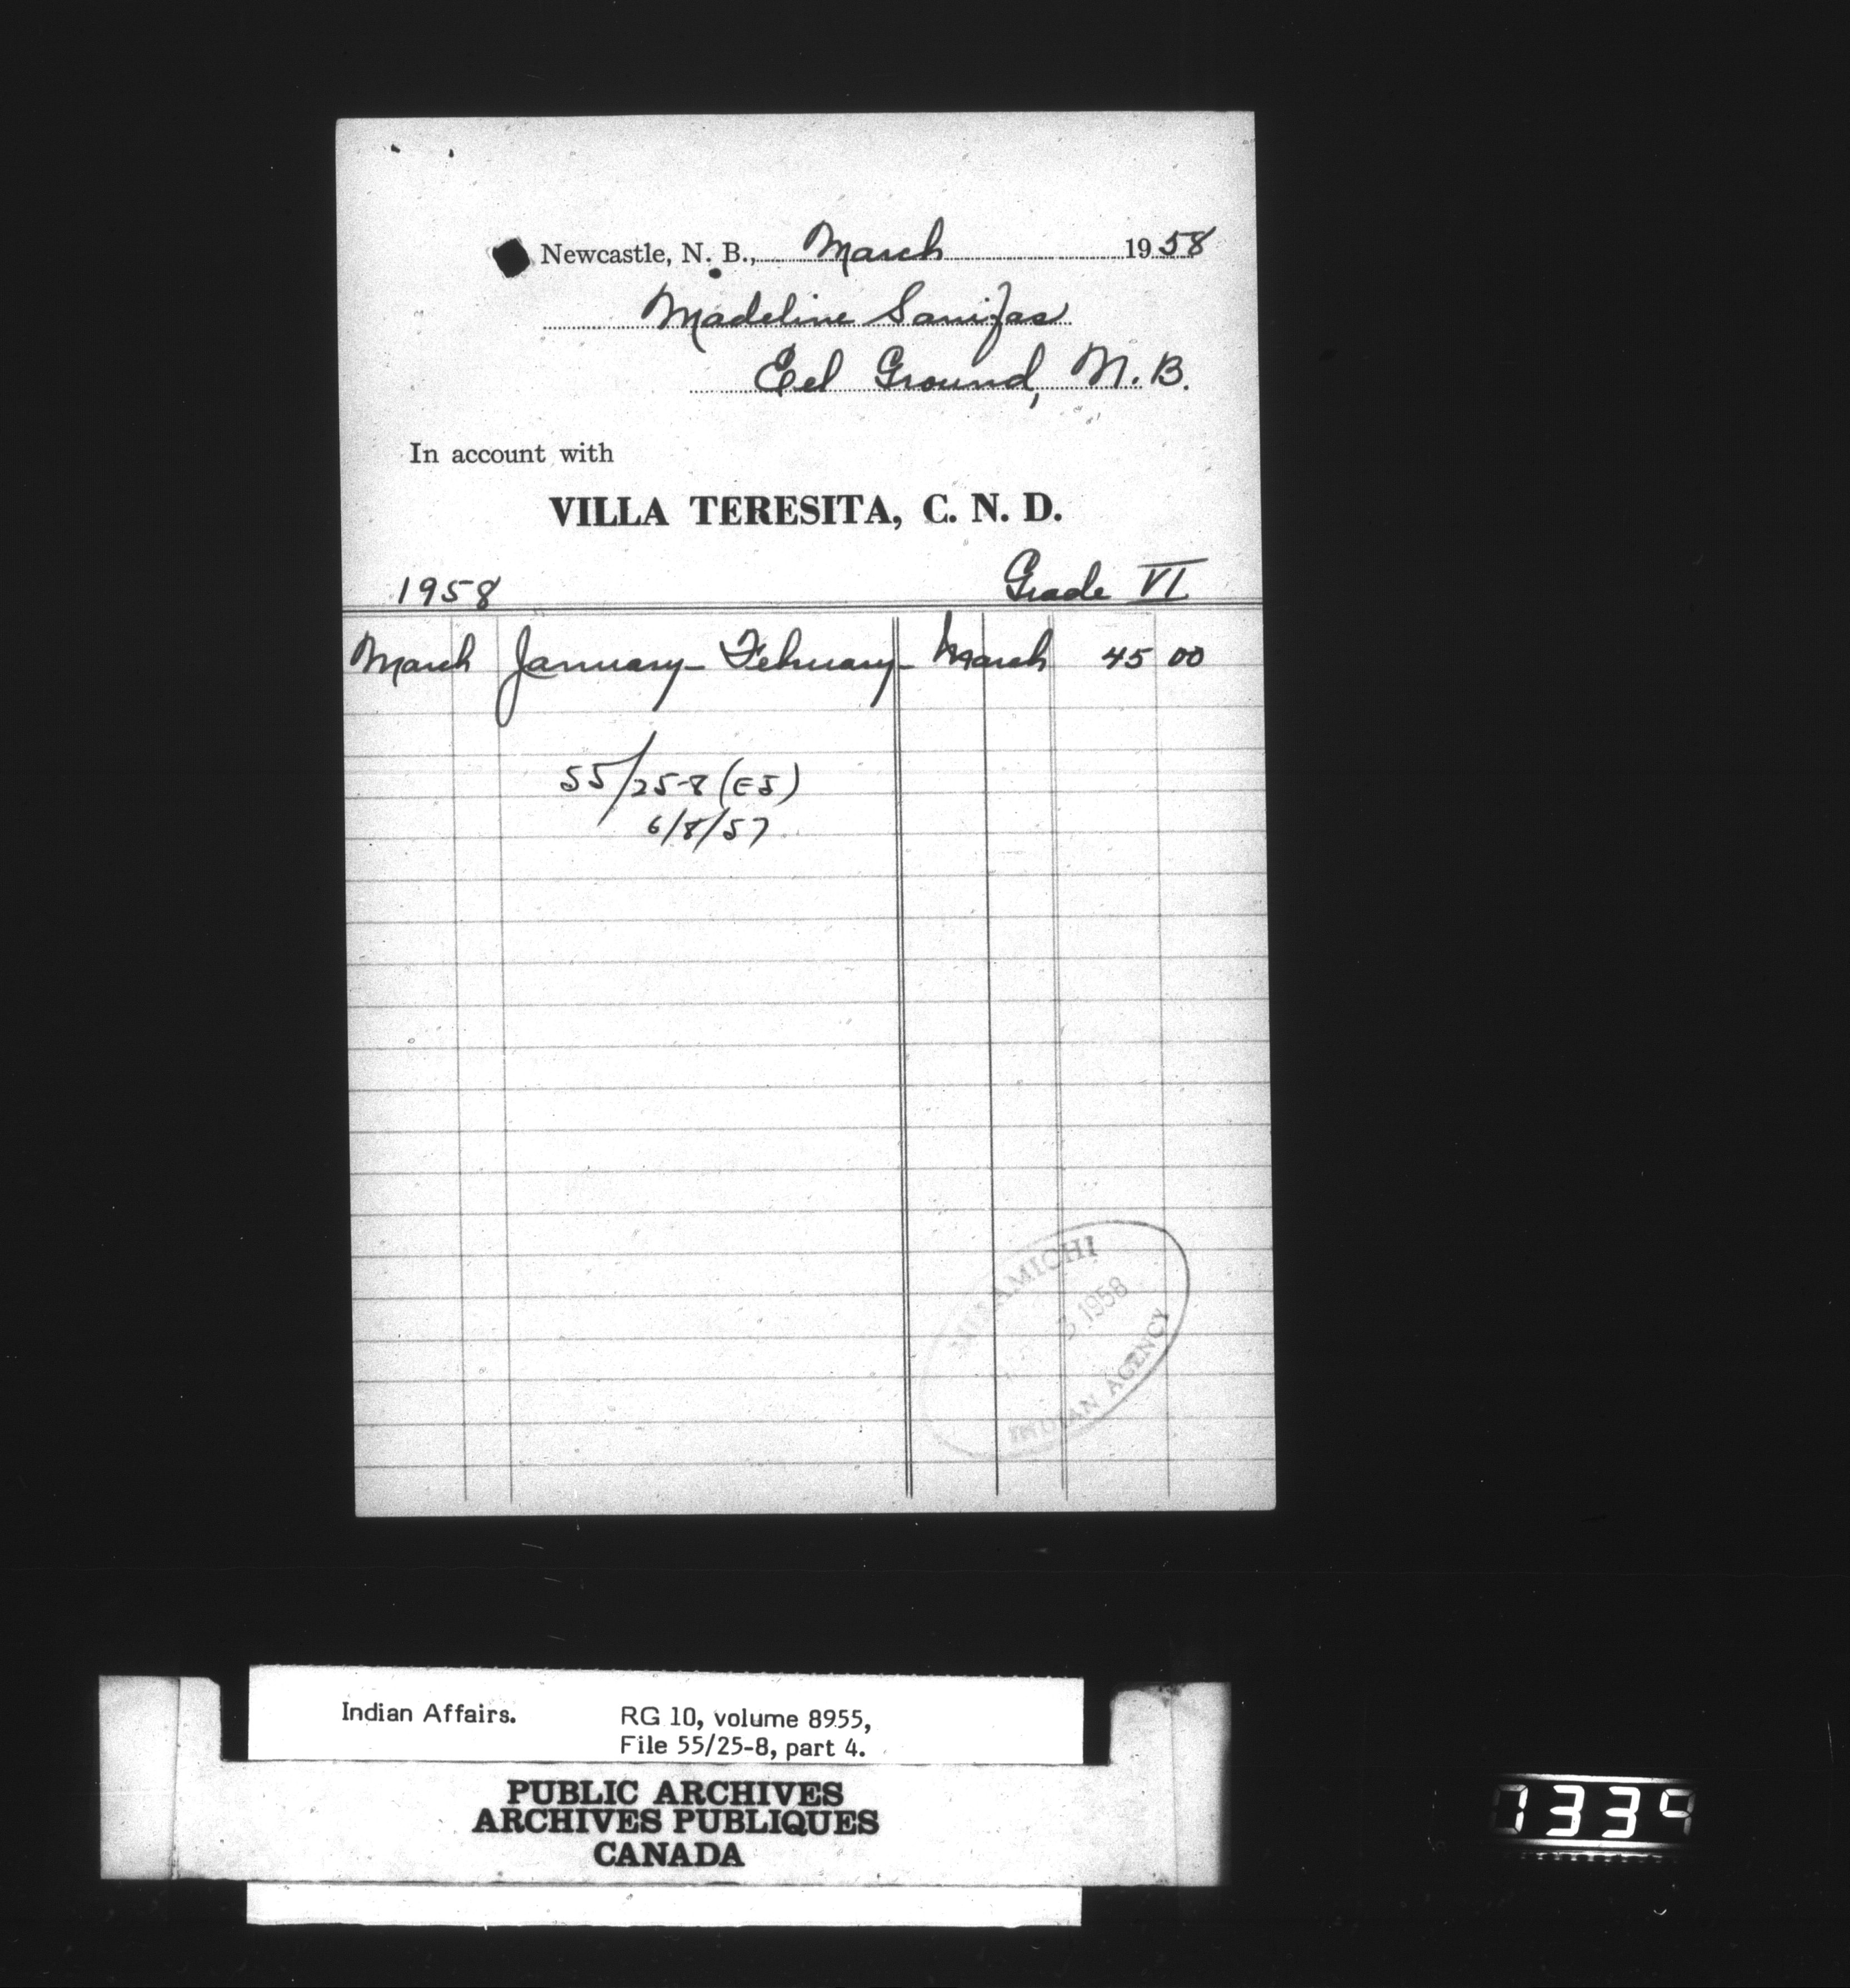 Newcastle, N. B., March 1958
Madeline Sanifas
Eel Ground, N. B.
In account with
VILLA TERESITA, C. N. D.
1958 Grade VI
March January - February - March 45 00
55/25-8 (E5)
6/8/57
MIRAMICHI
3 1958
INDIAN AGENCY
Indian Affairs. RG 10, volume 8955,
File 55/25-8, part 4.
PUBLIC ARCHIVES
ARCHIVES PUBLIQUES
CANADA
1339